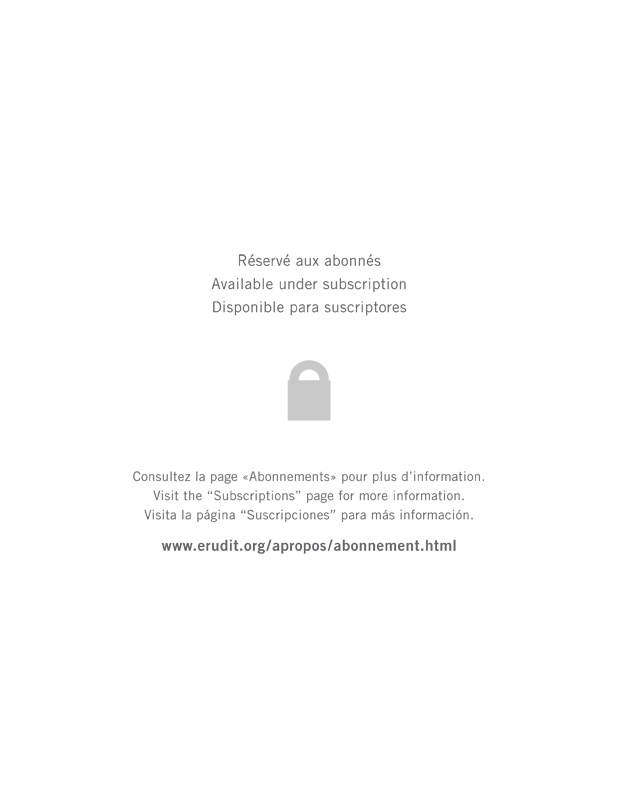 Réservé aux abonnés
Available under subscription
Disponible para suscriptores
Consultez la page «Abonnements» pour plus d'information.
Visit the “Subscriptions” page for more information.
Visita la página “Suscripciones” para más información.
www.erudit.org/apropos/abonnement.html